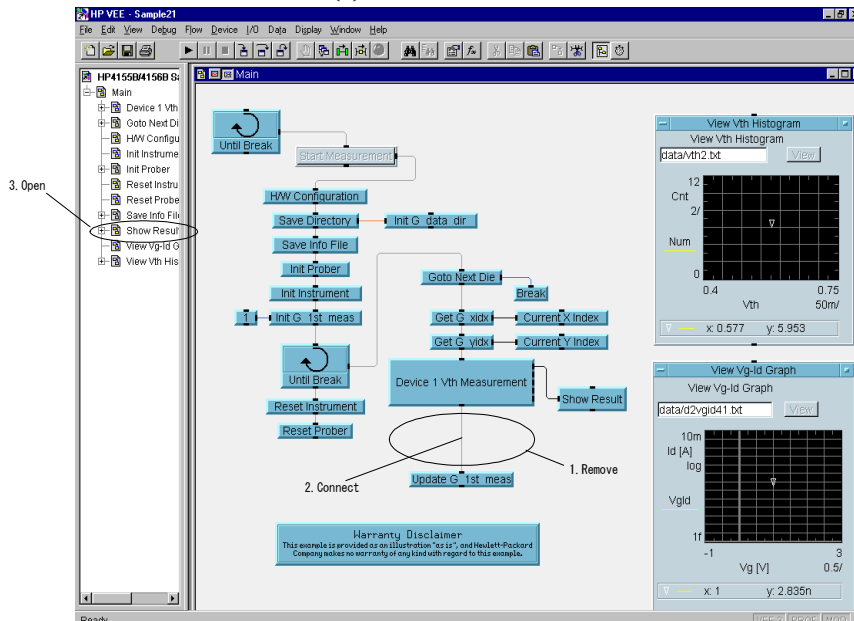 HP VEE - Sample21
File Edit View Debug Flow Device I/O Data Display Window Help
HP4155B/4156B Sa
Main
Device 1 Vth
Goto Next Di
H/W Configu
Init Instrume
Init Prober
Reset Instru
Reset Probe
Save Info File
Show Result
View Vg-Id G
View Vth His
3. Open
Main
Until Break
Start Measurement
H/W Configuration
Save Directory
Init G data dir
Save Info File
Init Prober
Init Instrument
1
Init G 1st meas
Until Break
Reset Instrument
Reset Prober
Goto Next Die
Break
Get G xidx
Current X Index
Get G yidx
Current Y Index
Device 1 Vth Measurement
Show Result
1. Remove
2. Connect
Update G 1st meas
Warranty Disclaimer
This example is provided as an illustration "as is", and Hewlett-Packard
Company makes no warranty of any kind with regard to this example.
View Vth Histogram
View Vth Histogram
data/vth2.txt
View
12
Cnt
2/
Num
0
0.4
0.75
Vth
50m/
x: 0.577
y: 5.953
View Vg-Id Graph
View Vg-Id Graph
data/d2vgid41.txt
View
10m
Id [A]
log
VgId
1f
-1
3
Vg [V]
0.5/
x: 1
y: 2.835n
Ready
VEE 3
PROF
MOD